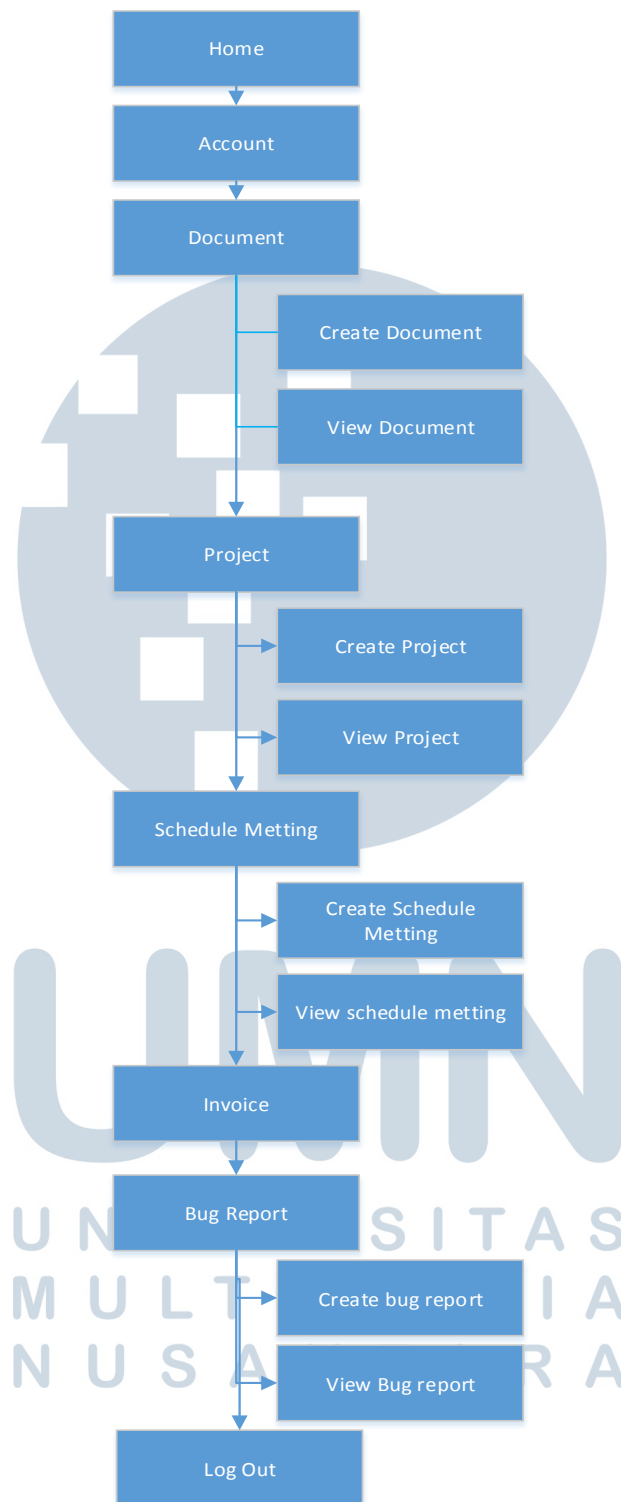 Home
Account
Document
Create Document
View Document
Project
Create Project
View Project
Schedule Metting
Create Schedule
Metting
View schedule metting
Invoice
Bug Report
Create bug report
View Bug report
Log Out
UMN